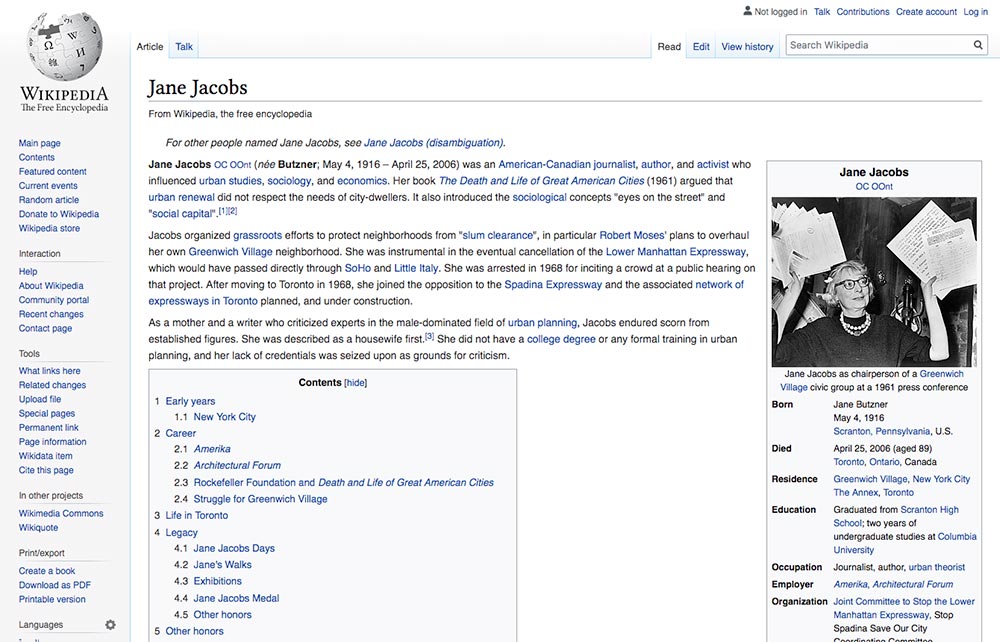 Not logged in Talk Contributions Create account Log in
Article Talk Read Edit View history Search Wikipedia
WIKIPEDIA
The Free Encyclopedia
Main page
Contents
Featured content
Current events
Random article
Donate to Wikipedia
Wikipedia store
Interaction
Help
About Wikipedia
Community portal
Recent changes
Contact page
Tools
What links here
Related changes
Upload file
Special pages
Permanent link
Page information
Wikidata item
Cite this page
In other projects
Wikimedia Commons
Wikiquote
Print/export
Create a book
Download as PDF
Printable version
Languages
Jane Jacobs
From Wikipedia, the free encyclopedia
For other people named Jane Jacobs, see Jane Jacobs (disambiguation).
Jane Jacobs OC OOnt (née Butzner; May 4, 1916 – April 25, 2006) was an American-Canadian journalist, author, and activist who
influenced urban studies, sociology, and economics. Her book The Death and Life of Great American Cities (1961) argued that
urban renewal did not respect the needs of city-dwellers. It also introduced the sociological concepts "eyes on the street" and
"social capital".[1][2]
Jacobs organized grassroots efforts to protect neighborhoods from "slum clearance", in particular Robert Moses' plans to overhaul
her own Greenwich Village neighborhood. She was instrumental in the eventual cancellation of the Lower Manhattan Expressway,
which would have passed directly through SoHo and Little Italy. She was arrested in 1968 for inciting a crowd at a public hearing on
that project. After moving to Toronto in 1968, she joined the opposition to the Spadina Expressway and the associated network of
expressways in Toronto planned, and under construction.
As a mother and a writer who criticized experts in the male-dominated field of urban planning, Jacobs endured scorn from
established figures. She was described as a housewife first.[3] She did not have a college degree or any formal training in urban
planning, and her lack of credentials was seized upon as grounds for criticism.
Contents [hide]
1 Early years
1.1 New York City
2 Career
2.1 Amerika
2.2 Architectural Forum
2.3 Rockefeller Foundation and Death and Life of Great American Cities
2.4 Struggle for Greenwich Village
3 Life in Toronto
4 Legacy
4.1 Jane Jacobs Days
4.2 Jane's Walks
4.3 Exhibitions
4.4 Jane Jacobs Medal
4.5 Other honors
5 Other honors
Jane Jacobs
OC OOnt
Jane Jacobs as chairperson of a Greenwich
Village civic group at a 1961 press conference
Born Jane Butzner
May 4, 1916
Scranton, Pennsylvania, U.S.
Died April 25, 2006 (aged 89)
Toronto, Ontario, Canada
Residence Greenwich Village, New York City
The Annex, Toronto
Education Graduated from Scranton High
School; two years of
undergraduate studies at Columbia
University
Occupation Journalist, author, urban theorist
Employer Amerika, Architectural Forum
Organization Joint Committee to Stop the Lower
Manhattan Expressway, Stop
Spadina Save Our City
Coordinating Committee